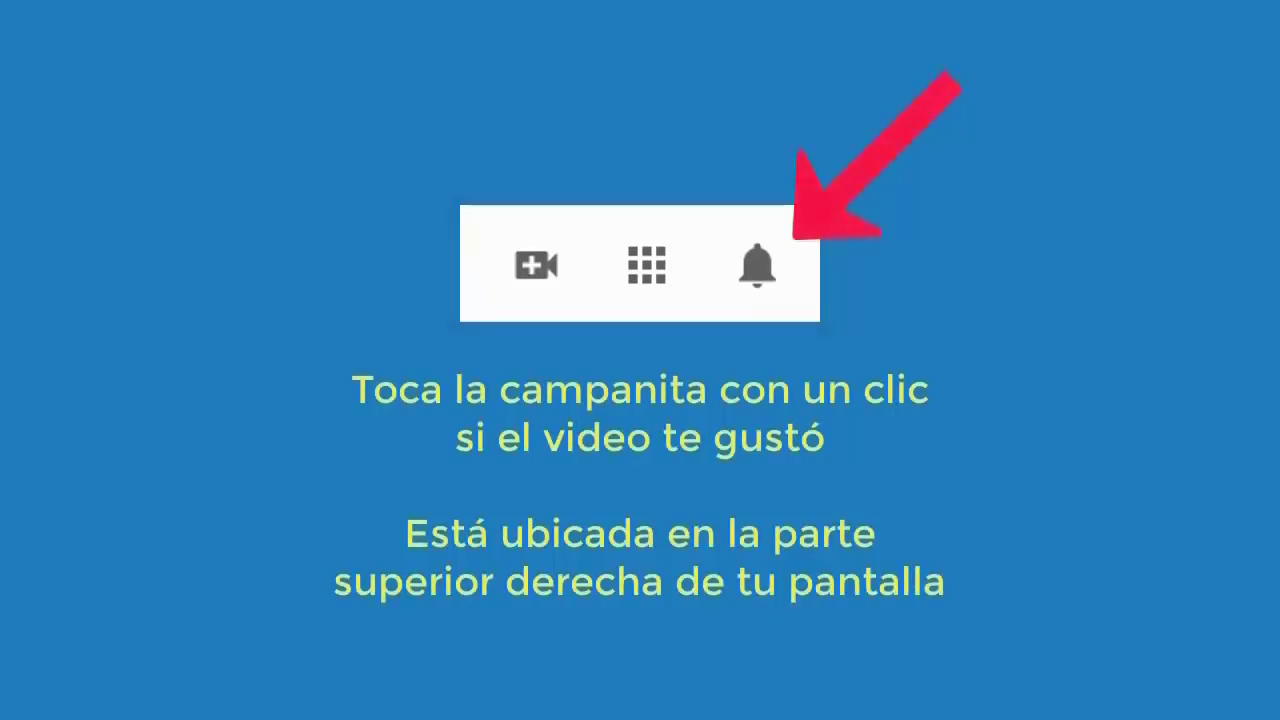 Toca la campanita con un clic
si el video te gustó
Está ubicada en la parte
superior derecha de tu pantalla